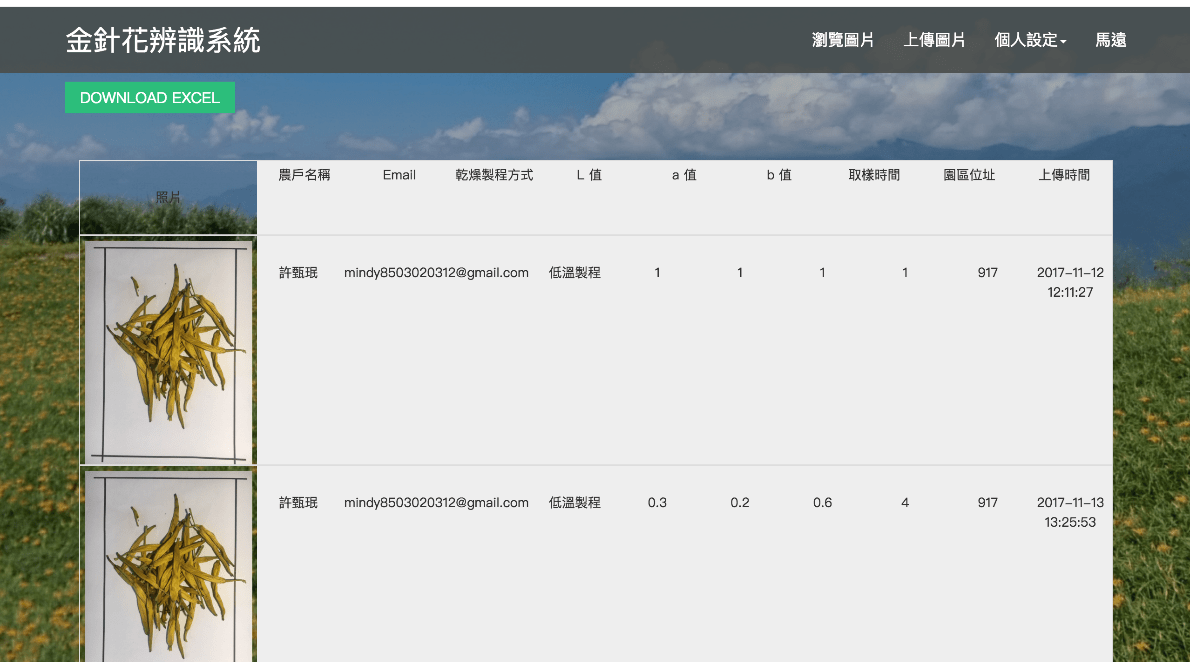 金針花辨識系統 瀏覽圖片 上傳圖片 個人設定 馬遠
DOWNLOAD EXCEL
照片 農戶名稱 Email 乾燥製程方式 L 值 a 值 b 值 取樣時間 園區位址 上傳時間
許甄珉 mindy8503020312@gmail.com 低溫製程 1 1 1 1 917 2017-11-12
12:11:27
許甄珉 mindy8503020312@gmail.com 低溫製程 0.3 0.2 0.6 4 917 2017-11-13
13:25:53